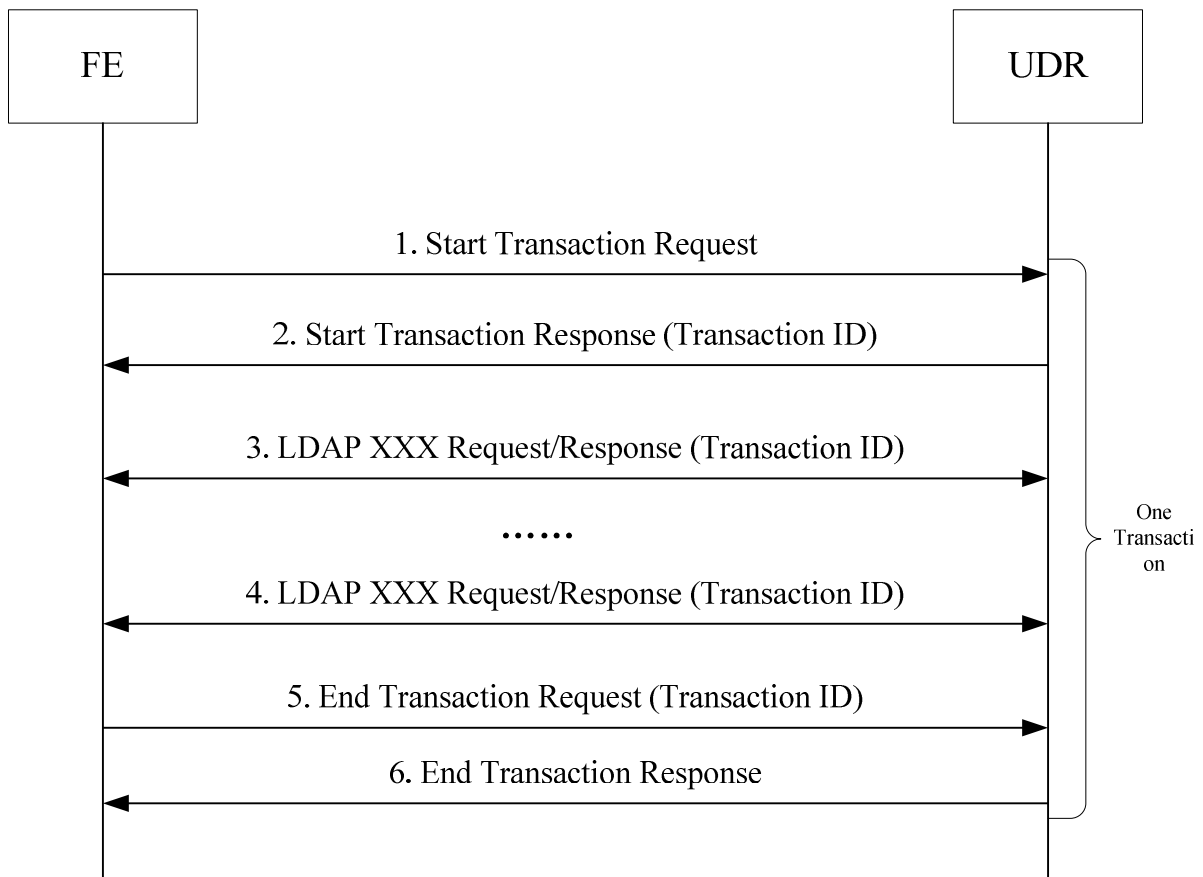 FE
UDR
1. Start Transaction Request
2. Start Transaction Response (Transaction ID)
3. LDAP XXX Request/Response (Transaction ID)
……
One
Transacti
on
4. LDAP XXX Request/Response (Transaction ID)
5. End Transaction Request (Transaction ID)
6. End Transaction Response